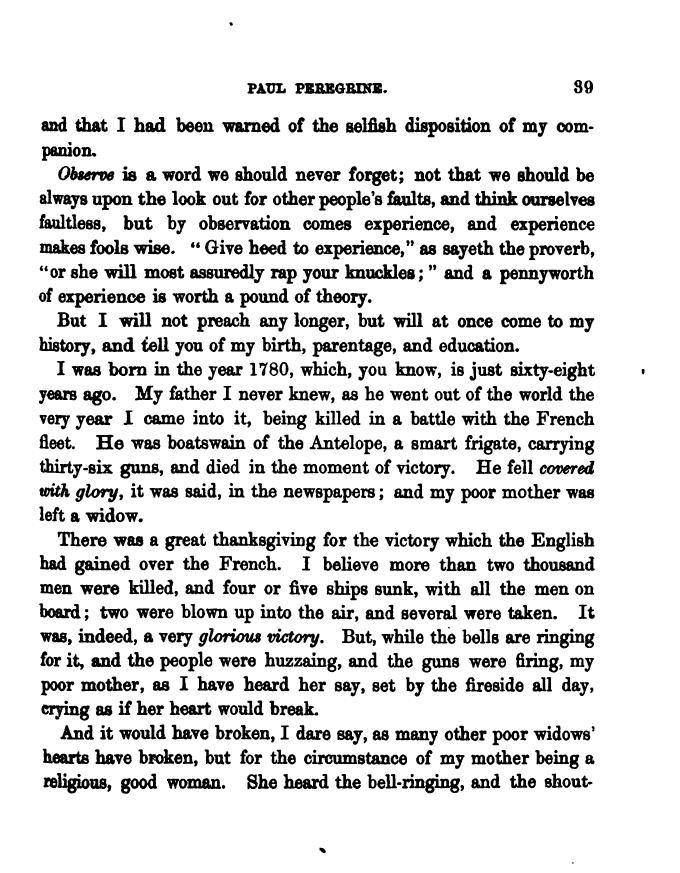 PAUL PEREGRINE. 39
and that I had been warned of the selfish disposition of my com-
panion.
Observe is a word we should never forget; not that we should be
always upon the look out for other people's faults, and think ourselves
faultless, but by observation comes experience, and experience
makes fools wise. "Give heed to experience," as sayeth the proverb,
"or she will most assuredly rap your knuckles;" and a pennyworth
of experience is worth a pound of theory.
But I will not preach any longer, but will at once come to my
history, and tell you of my birth, parentage, and education.
I was born in the year 1780, which, you know, is just sixty-eight
years ago. My father I never knew, as he went out of the world the
very year I came into it, being killed in a battle with the French
fleet. He was boatswain of the Antelope, a smart frigate, carrying
thirty-six guns, and died in the moment of victory. He fell covered
with glory, it was said, in the newspapers; and my poor mother was
left a widow.
There was a great thanksgiving for the victory which the English
had gained over the French. I believe more than two thousand
men were killed, and four or five ships sunk, with all the men on
board; two were blown up into the air, and several were taken. It
was, indeed, a very glorious victory. But, while the bells are ringing
for it, and the people were huzzaing, and the guns were firing, my
poor mother, as I have heard her say, set by the fireside all day,
crying as if her heart would break.
And it would have broken, I dare say, as many other poor widows'
hearts have broken, but for the circumstance of my mother being a
religious, good woman. She heard the bell-ringing, and the shout-